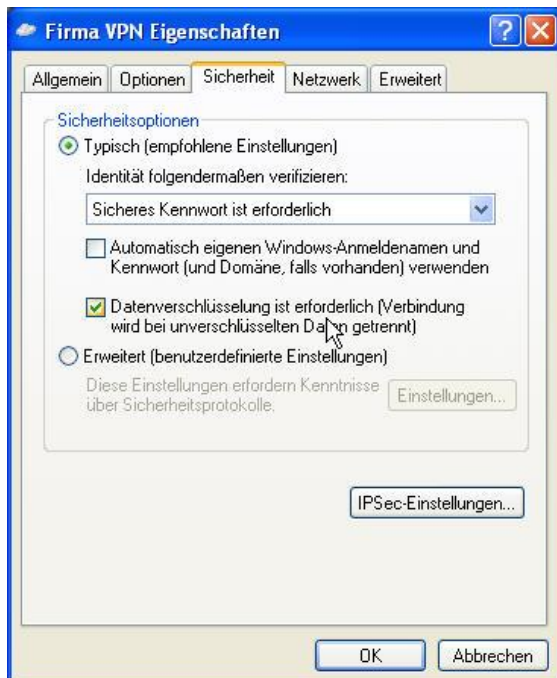 Firma VPN Eigenschaften
Allgemein Optionen Sicherheit Netzwerk Erweitert
Sicherheitsoptionen
Typisch (empfohlene Einstellungen)
Identität folgendermaßen verifizieren:
Sicheres Kennwort ist erforderlich
Automatisch eigenen Windows-Anmeldenamen und
Kennwort (und Domäne, falls vorhanden) verwenden
Datenverschlüsselung ist erforderlich (Verbindung
wird bei unverschlüsselten Daten getrennt)
Erweitert (benutzerdefinierte Einstellungen)
Diese Einstellungen erfordern Kenntnisse
über Sicherheitsprotokolle.
Einstellungen...
IPSec-Einstellungen...
OK Abbrechen